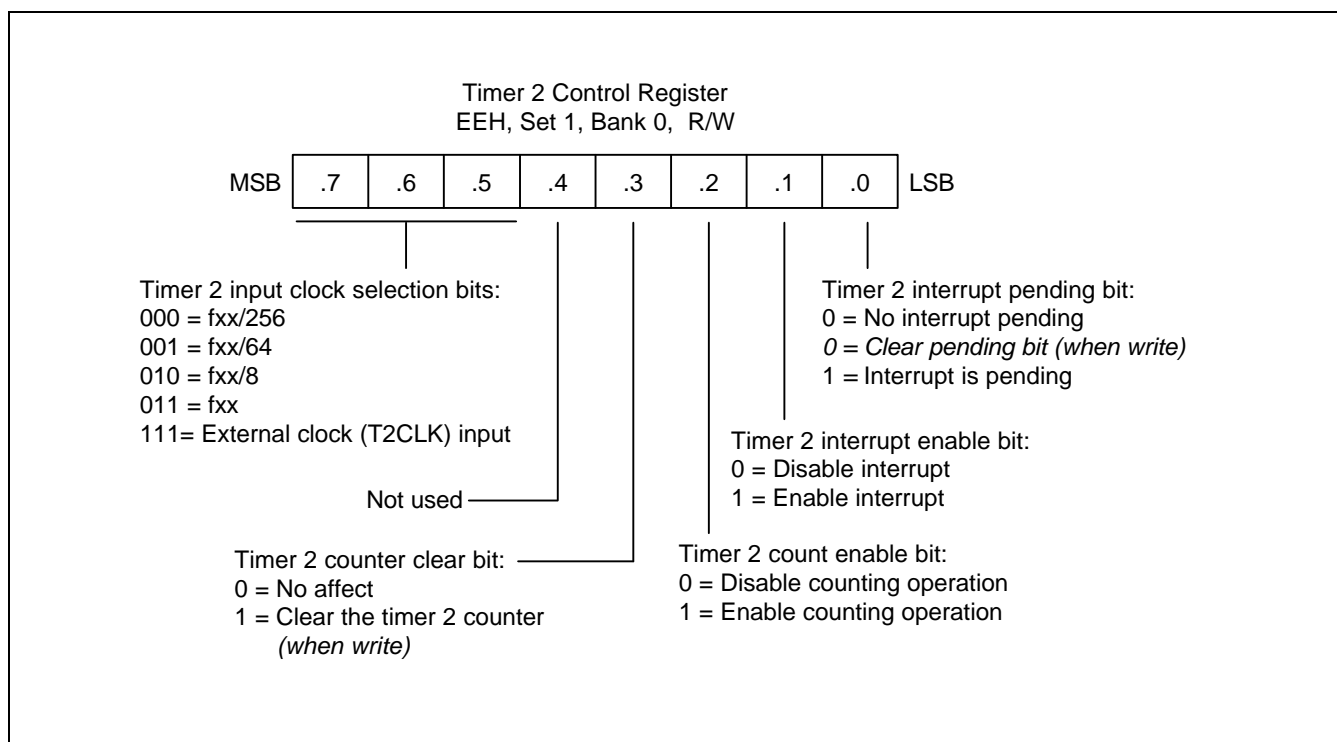 Timer 2 Control Register
EEH, Set 1, Bank 0, R/W
MSB .7 .6 .5 .4 .3 .2 .1 .0 LSB
Timer 2 input clock selection bits:
000 = fxx/256
001 = fxx/64
010 = fxx/8
011 = fxx
111= External clock (T2CLK) input
Timer 2 interrupt pending bit:
0 = No interrupt pending
0 = Clear pending bit (when write)
1 = Interrupt is pending
Timer 2 interrupt enable bit:
0 = Disable interrupt
1 = Enable interrupt
Not used
Timer 2 counter clear bit:
0 = No affect
1 = Clear the timer 2 counter
(when write)
Timer 2 count enable bit:
0 = Disable counting operation
1 = Enable counting operation